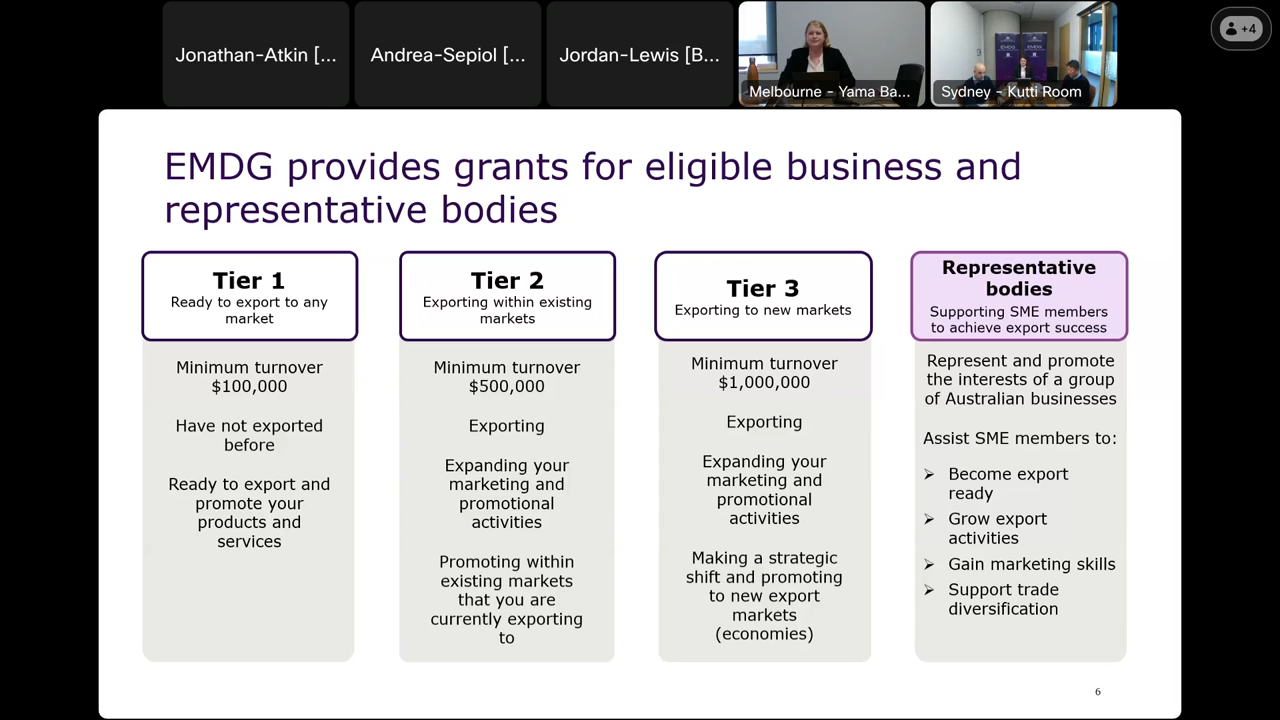 Jonathan-Atkin [...
Andrea-Sepiol [...
Jordan-Lewis [B...
Melbourne - Yama Ba...
Sydney - Kutti Room
+4
EMDG
EMDG
EMDG provides grants for eligible business and
representative bodies
Tier 1
Ready to export to any
market
Minimum turnover
$100,000
Have not exported
before
Ready to export and
promote your
products and
services
Tier 2
Exporting within existing
markets
Minimum turnover
$500,000
Exporting
Expanding your
marketing and
promotional
activities
Promoting within
existing markets
that you are
currently exporting
to
Tier 3
Exporting to new markets
Minimum turnover
$1,000,000
Exporting
Expanding your
marketing and
promotional
activities
Making a strategic
shift and promoting
to new export
markets
(economies)
Representative
bodies
Supporting SME members
to achieve export success
Represent and promote
the interests of a group
of Australian businesses
Assist SME members to:
➢ Become export
ready
➢ Grow export
activities
➢ Gain marketing skills
➢ Support trade
diversification
6